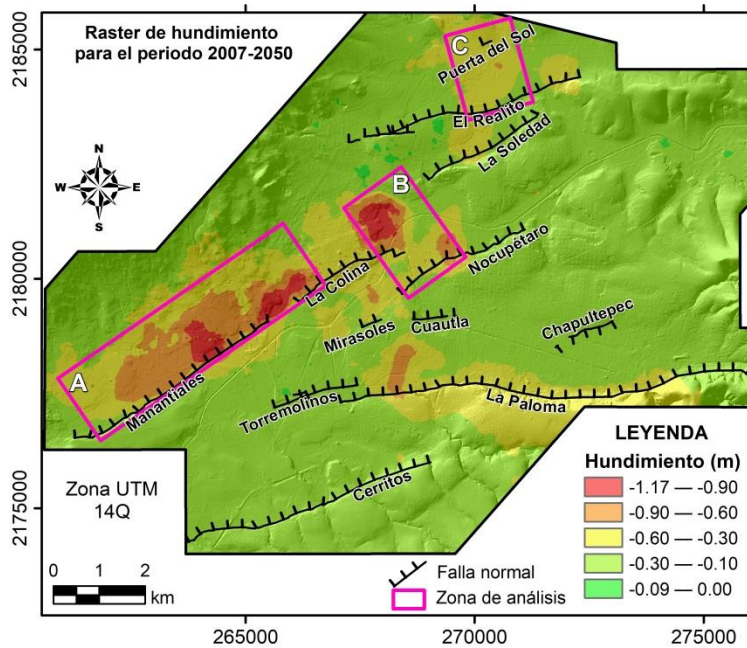 Raster de hundimiento
para el periodo 2007-2050
N
W
E
S
C
Puerta del Sol
El Realito
La Soledad
B
Nocupétaro
La Colina
Mirasoles
Cuautla
Chapultepec
A
Manantiales
Torremolinos
La Paloma
Cerritos
Zona UTM
14Q
0 1 2
km
Falla normal
Zona de análisis
LEYENDA
Hundimiento (m)
-1.17 — -0.90
-0.90 — -0.60
-0.60 — -0.30
-0.30 — -0.10
-0.09 — 0.00
2185000
2180000
2175000
265000
270000
275000